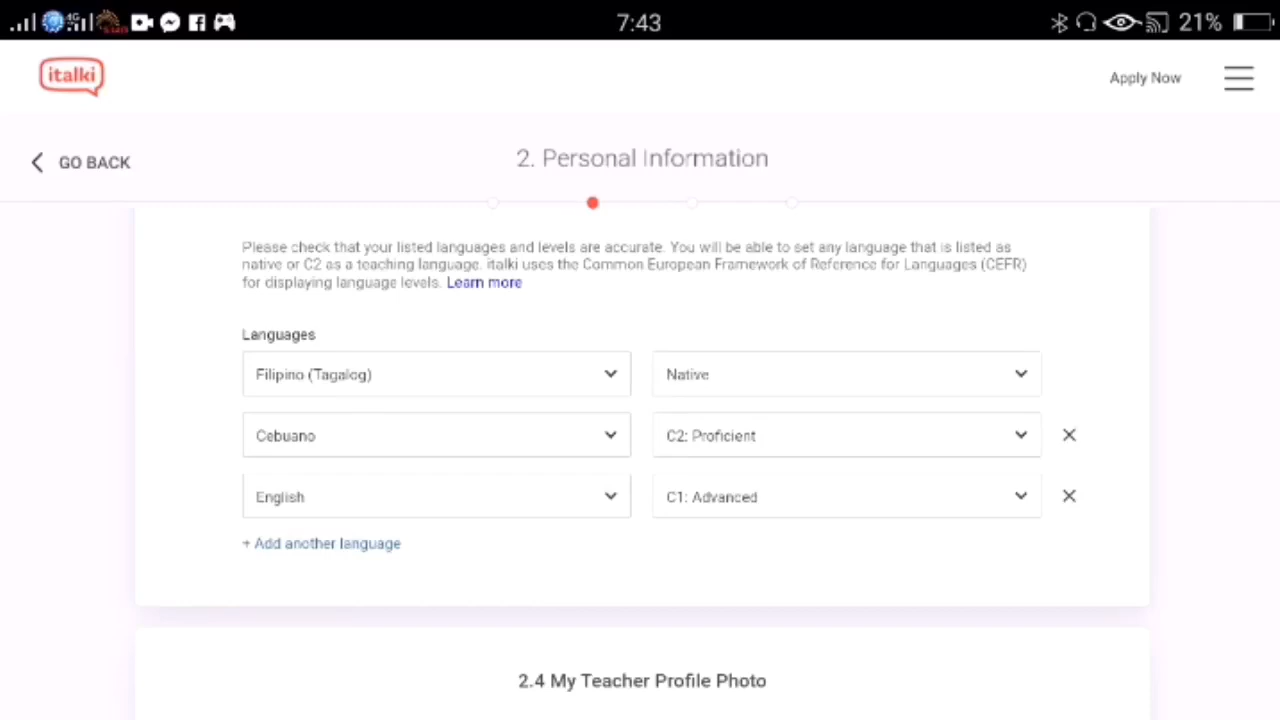 7:43
21%
italki
Apply Now
GO BACK
2. Personal Information
Please check that your listed languages and levels are accurate. You will be able to set any language that is listed as
native or C2 as a teaching language. italki uses the Common European Framework of Reference for Languages (CEFR)
for displaying language levels. Learn more
Languages
Filipino (Tagalog)
Native
Cebuano
C2: Proficient
English
C1: Advanced
+ Add another language
2.4 My Teacher Profile Photo